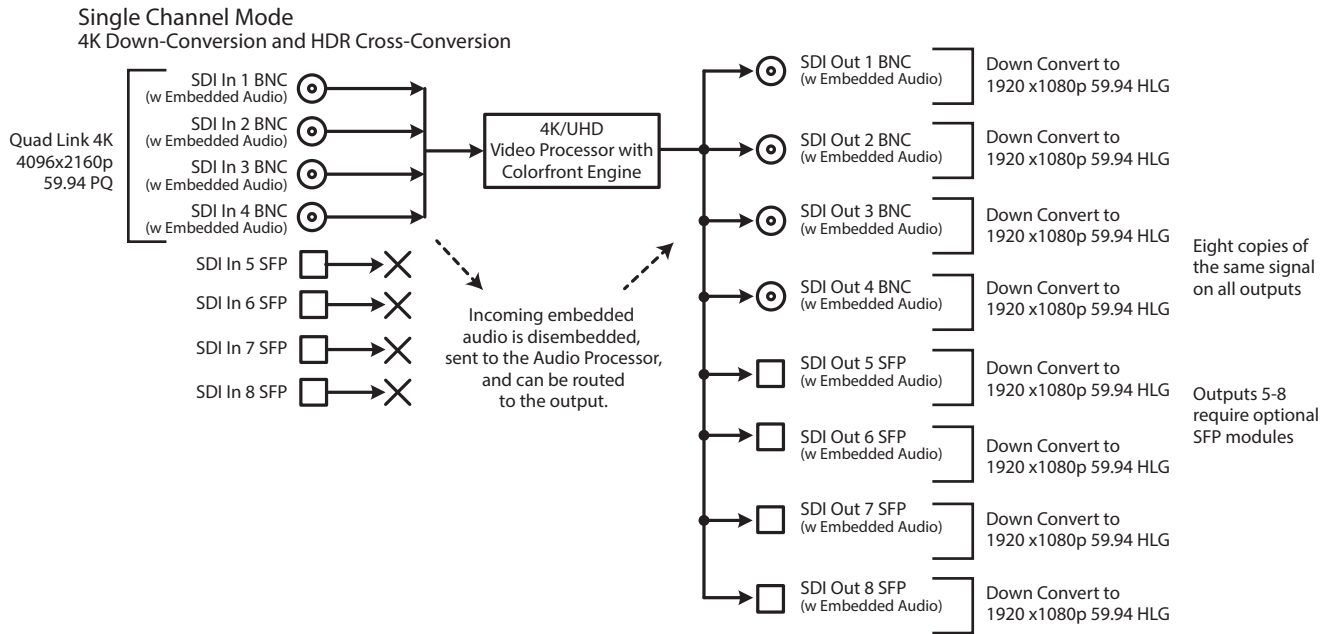 Single Channel Mode
4K Down-Conversion and HDR Cross-Conversion
Quad Link 4K
4096x2160p
59.94 PQ
SDI In 1 BNC
(w Embedded Audio)
SDI In 2 BNC
(w Embedded Audio)
SDI In 3 BNC
(w Embedded Audio)
SDI In 4 BNC
(w Embedded Audio)
SDI In 5 SFP
SDI In 6 SFP
SDI In 7 SFP
SDI In 8 SFP
4K/UHD
Video Processor with
Colorfront Engine
Incoming embedded
audio is disembedded,
sent to the Audio Processor,
and can be routed
to the output.
SDI Out 1 BNC
(w Embedded Audio)
Down Convert to
1920 x1080p 59.94 HLG
SDI Out 2 BNC
(w Embedded Audio)
Down Convert to
1920 x1080p 59.94 HLG
SDI Out 3 BNC
(w Embedded Audio)
Down Convert to
1920 x1080p 59.94 HLG
SDI Out 4 BNC
(w Embedded Audio)
Down Convert to
1920 x1080p 59.94 HLG
SDI Out 5 SFP
(w Embedded Audio)
Down Convert to
1920 x1080p 59.94 HLG
SDI Out 6 SFP
(w Embedded Audio)
Down Convert to
1920 x1080p 59.94 HLG
SDI Out 7 SFP
(w Embedded Audio)
Down Convert to
1920 x1080p 59.94 HLG
SDI Out 8 SFP
(w Embedded Audio)
Down Convert to
1920 x1080p 59.94 HLG
Eight copies of
the same signal
on all outputs
Outputs 5-8
require optional
SFP modules